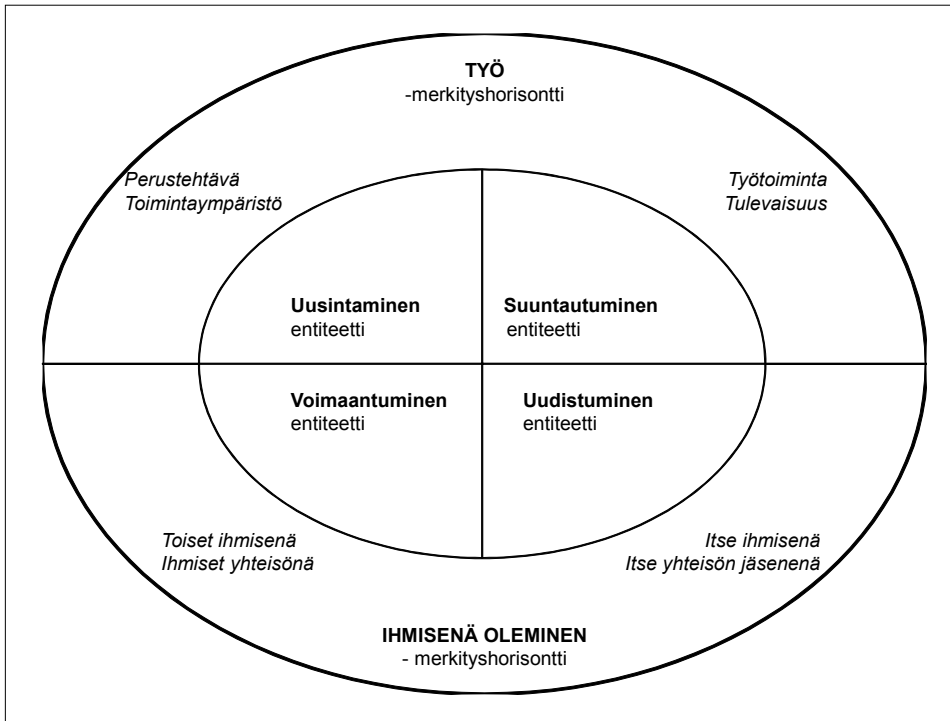 TYÖ
-merkityshorisontti
Perustehtävä
Toimintaympäristö
Työtoiminta
Tulevaisuus
Uusintaminen
entiteetti
Suuntautuminen
entiteetti
Voimaantuminen
entiteetti
Uudistuminen
entiteetti
Toiset ihmisenä
Ihmiset yhteisönä
Itse ihmisenä
Itse yhteisön jäsenenä
IHMISENÄ OLEMINEN
- merkityshorisontti